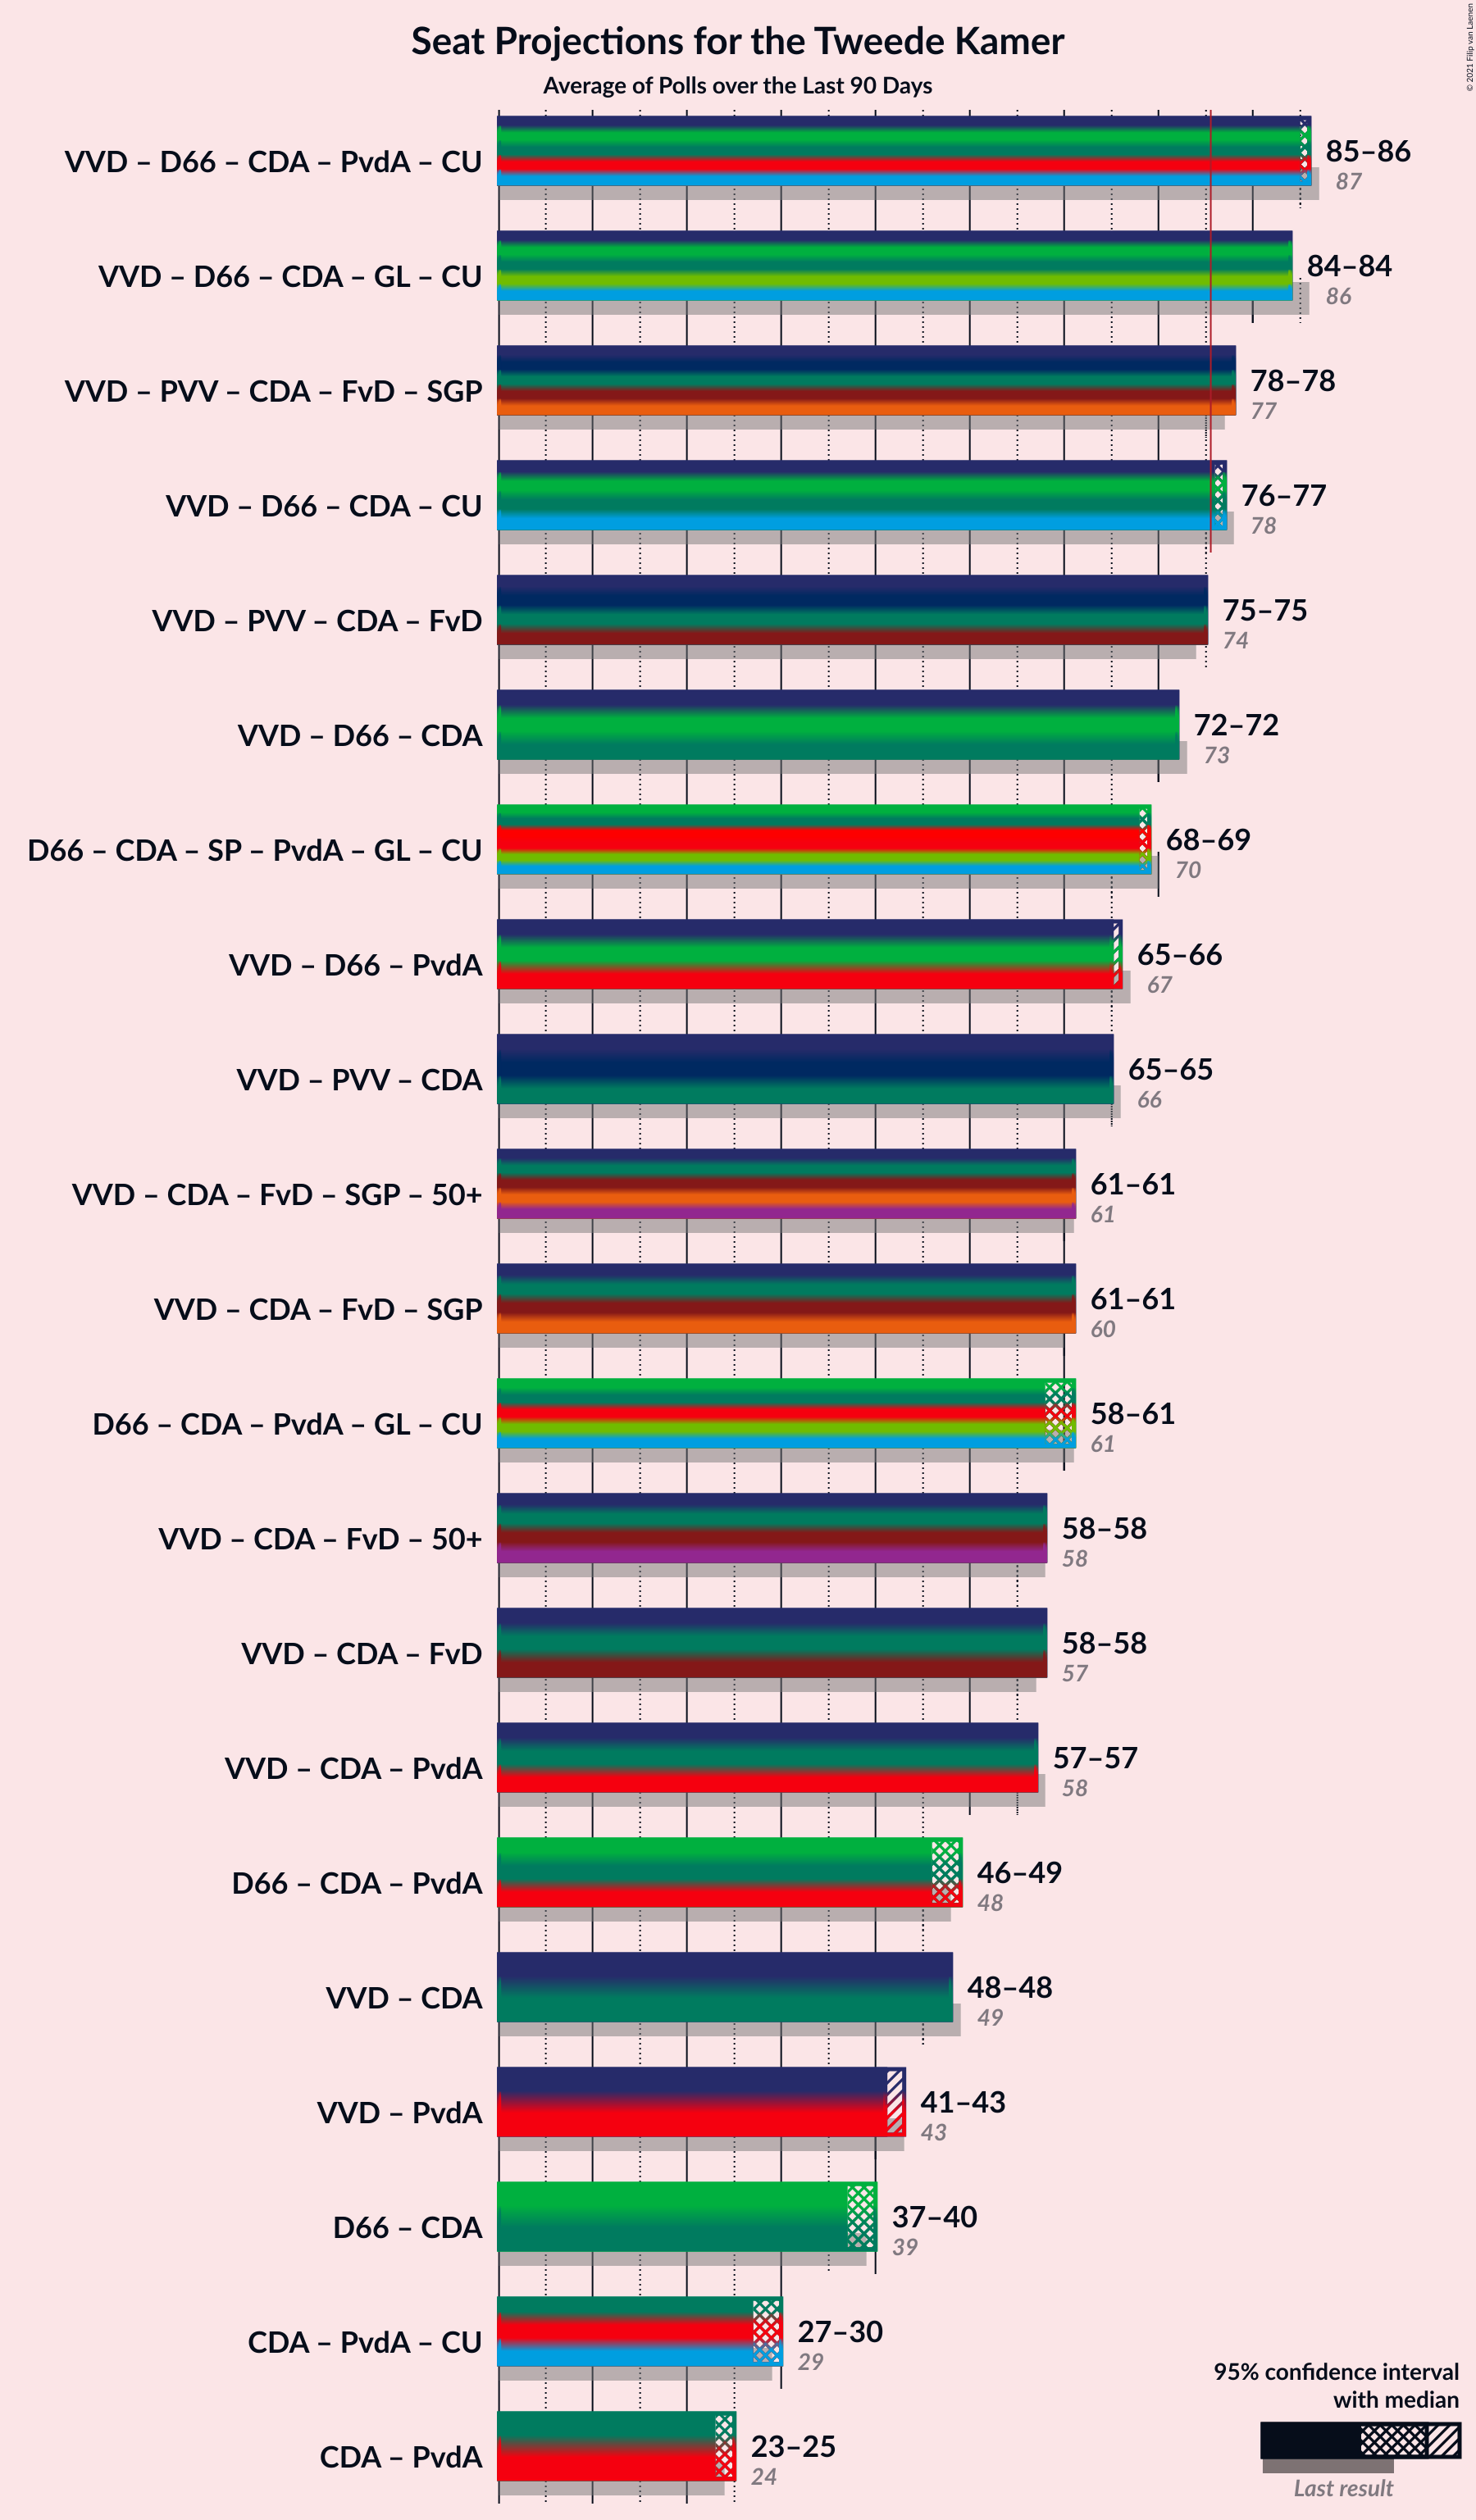 Seat Projections for the Tweede Kamer
Average of Polls over the Last 90 Days
© 2021 Filip van Laenen
VVD – D66 – CDA – PvdA – CU
85–86
87
VVD – D66 – CDA – GL – CU
84–84
86
VVD – PVV – CDA – FvD – SGP
78–78
77
VVD – D66 – CDA – CU
76–77
78
VVD – PVV – CDA – FvD
75–75
74
VVD – D66 – CDA
72–72
73
D66 – CDA – SP – PvdA – GL – CU
68–69
70
VVD – D66 – PvdA
65–66
67
VVD – PVV – CDA
65–65
66
VVD – CDA – FvD – SGP – 50+
61–61
61
VVD – CDA – FvD – SGP
61–61
60
D66 – CDA – PvdA – GL – CU
58–61
61
VVD – CDA – FvD – 50+
58–58
58
VVD – CDA – FvD
58–58
57
VVD – CDA – PvdA
57–57
58
D66 – CDA – PvdA
46–49
48
VVD – CDA
48–48
49
VVD – PvdA
41–43
43
D66 – CDA
37–40
39
CDA – PvdA – CU
27–30
29
CDA – PvdA
23–25
24
95% confidence interval
with median
Last result